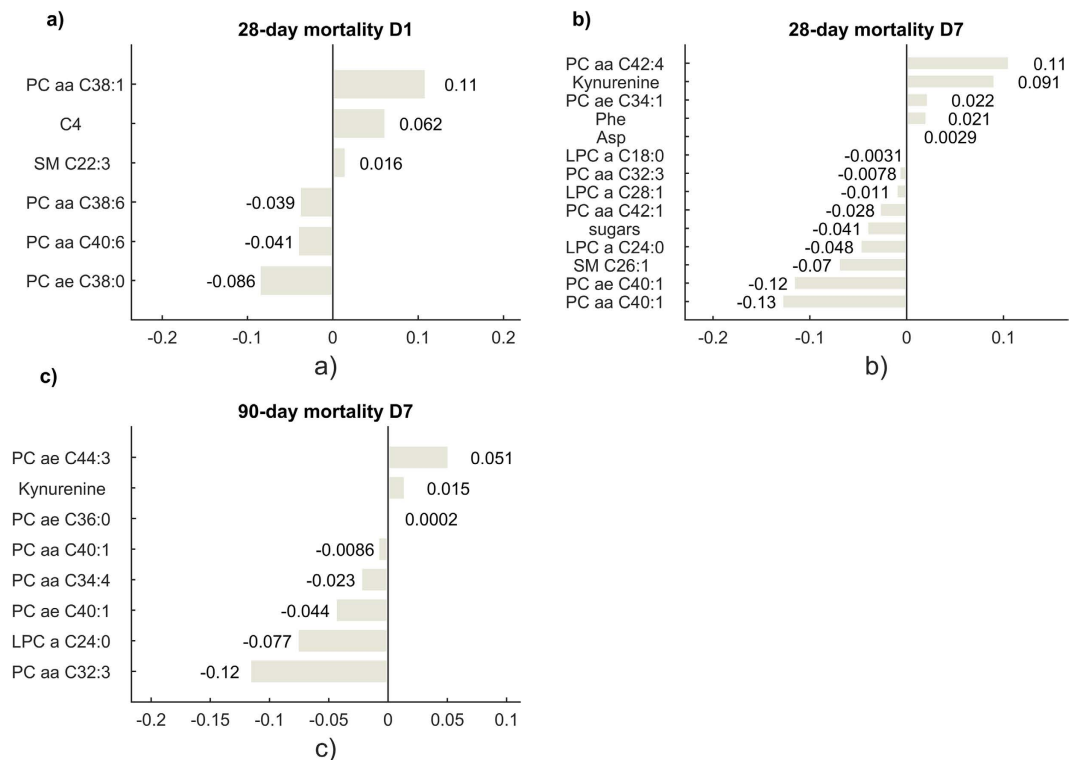 a)
28-day mortality D1
PC aa C38:1 0.11
C4 0.062
SM C22:3 0.016
PC aa C38:6 -0.039
PC aa C40:6 -0.041
PC ae C38:0 -0.086
-0.2 -0.1 0 0.1 0.2
a)
b)
28-day mortality D7
PC aa C42:4 0.11
Kynurenine 0.091
PC ae C34:1 0.022
Phe 0.021
Asp 0.0029
LPC a C18:0 -0.0031
PC aa C32:3 -0.0078
LPC a C28:1 -0.011
PC aa C42:1 -0.028
sugars -0.041
LPC a C24:0 -0.048
SM C26:1 -0.07
PC ae C40:1 -0.12
PC aa C40:1 -0.13
-0.2 -0.1 0 0.1
b)
c)
90-day mortality D7
PC ae C44:3 0.051
Kynurenine 0.015
PC ae C36:0 0.0002
PC aa C40:1 -0.0086
PC aa C34:4 -0.023
PC ae C40:1 -0.044
LPC a C24:0 -0.077
PC aa C32:3 -0.12
-0.2 -0.15 -0.1 -0.05 0 0.05 0.1
c)